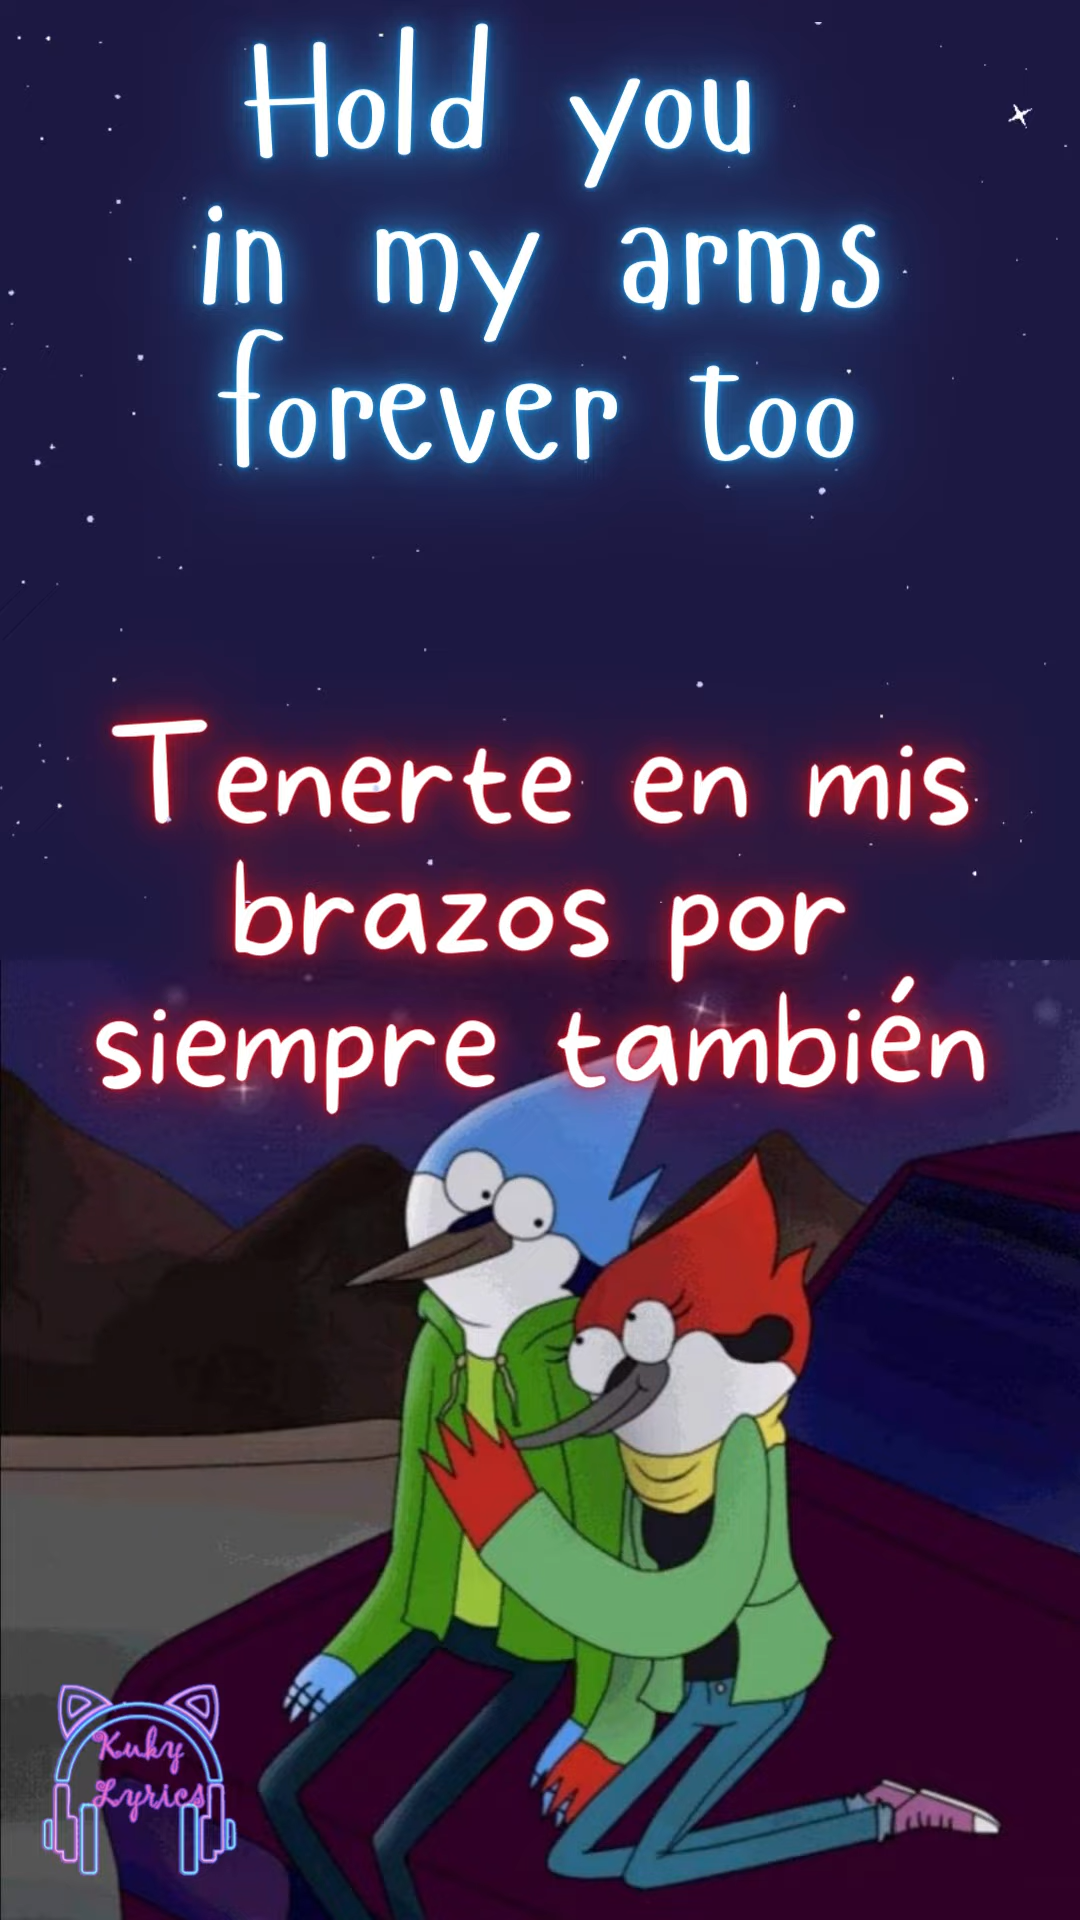 Hold you
in my arms
forever too
Tenerte en mis
brazos por
siempre también
Kuky
Lyrics